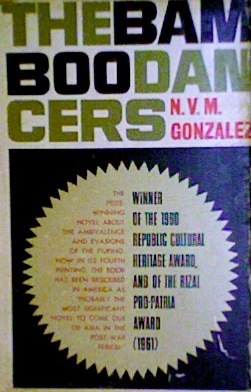 THE BAM
BOO DAN
CERS N.V.M.
GONZALEZ
THE
PRIZE-
WINNING
NOVEL ABOUT
THE AMBIVALENCE
AND EVASIONS
OF THE FILIPINO.
NOW IN ITS FOURTH
PRINTING, THE BOOK
HAS BEEN DESCRIBED
IN AMERICA AS
"PROBABLY THE
MOST SIGNIFICANT
NOVEL TO COME OUT
OF ASIA IN THE
POST-WAR
PERIOD."
WINNER
OF THE 1960
REPUBLIC CULTURAL
HERITAGE AWARD,
AND OF THE RIZAL
PRO-PATRIA
AWARD
(1961)